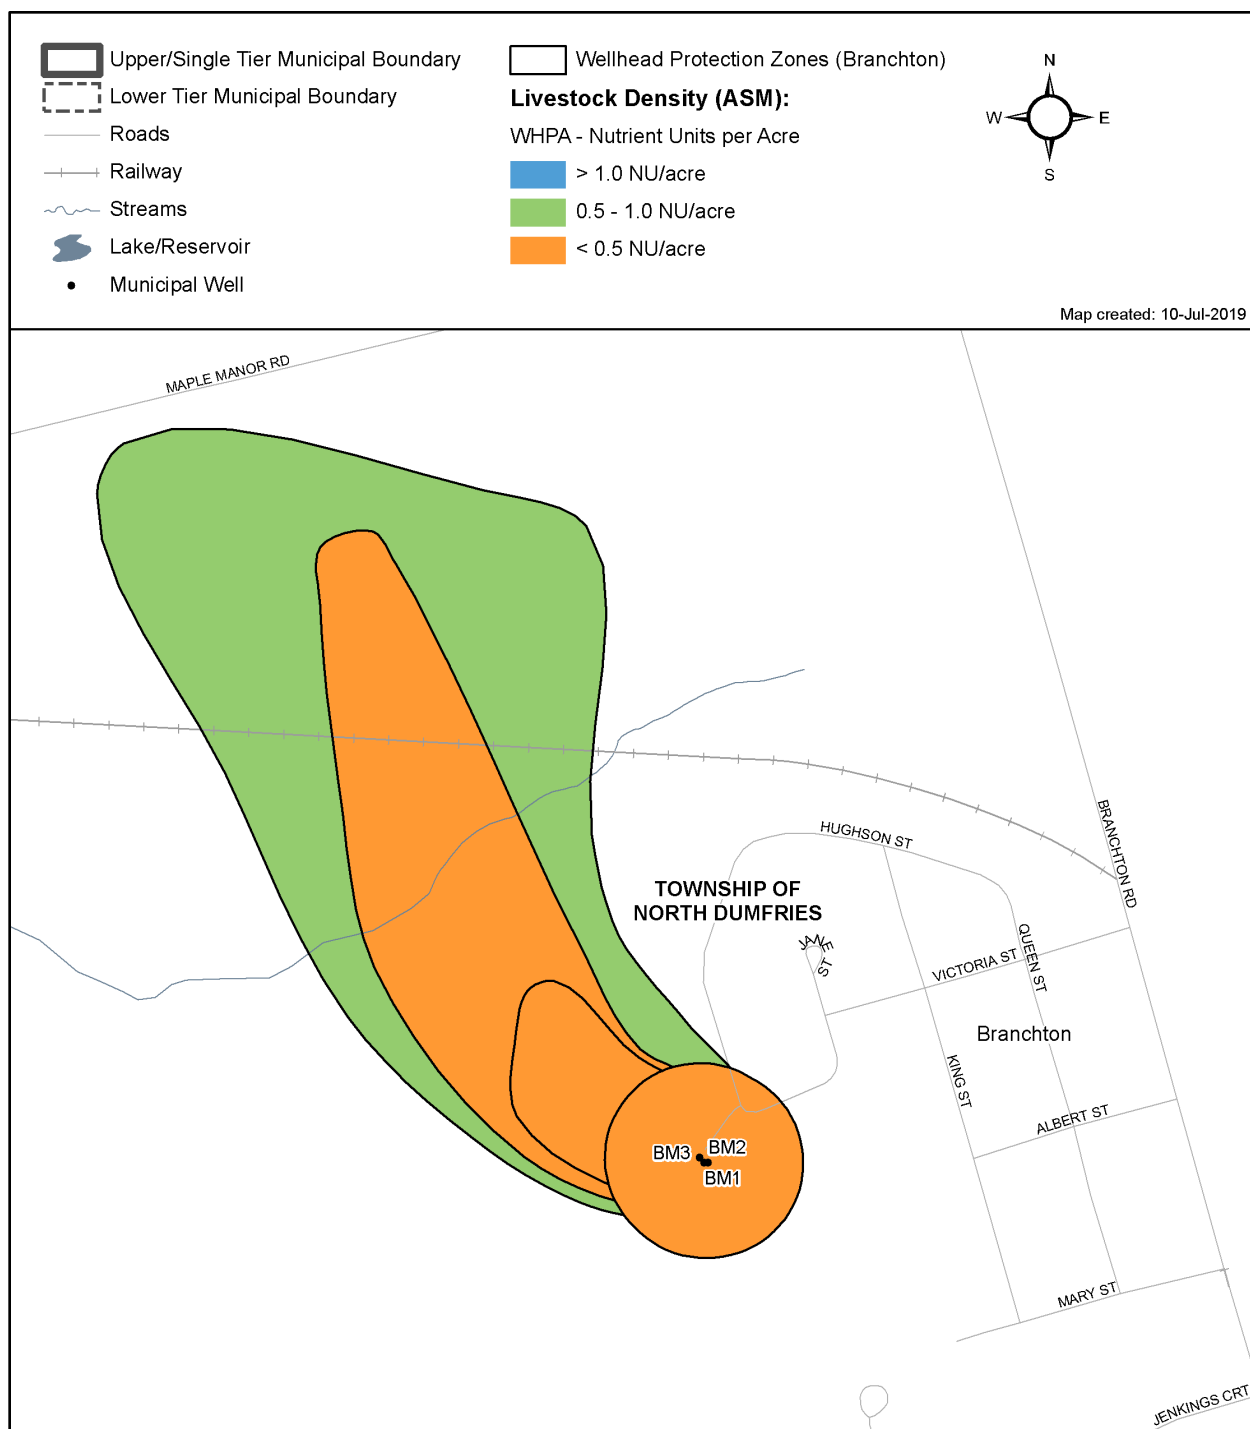 Upper/Single Tier Municipal Boundary
Lower Tier Municipal Boundary
Roads
Railway
Streams
Lake/Reservoir
Municipal Well
Wellhead Protection Zones (Branchton)
Livestock Density (ASM):
WHPA - Nutrient Units per Acre
> 1.0 NU/acre
0.5 - 1.0 NU/acre
< 0.5 NU/acre
N
W
E
S
Map created: 10-Jul-2019
MAPLE MANOR RD
BRANCHTON RD
HUGHSON ST
TOWNSHIP OF
NORTH DUMFRIES
JANE ST
VICTORIA ST
QUEEN ST
Branchton
KING ST
ALBERT ST
BM3
BM2
BM1
MARY ST
JENKINGS CRT